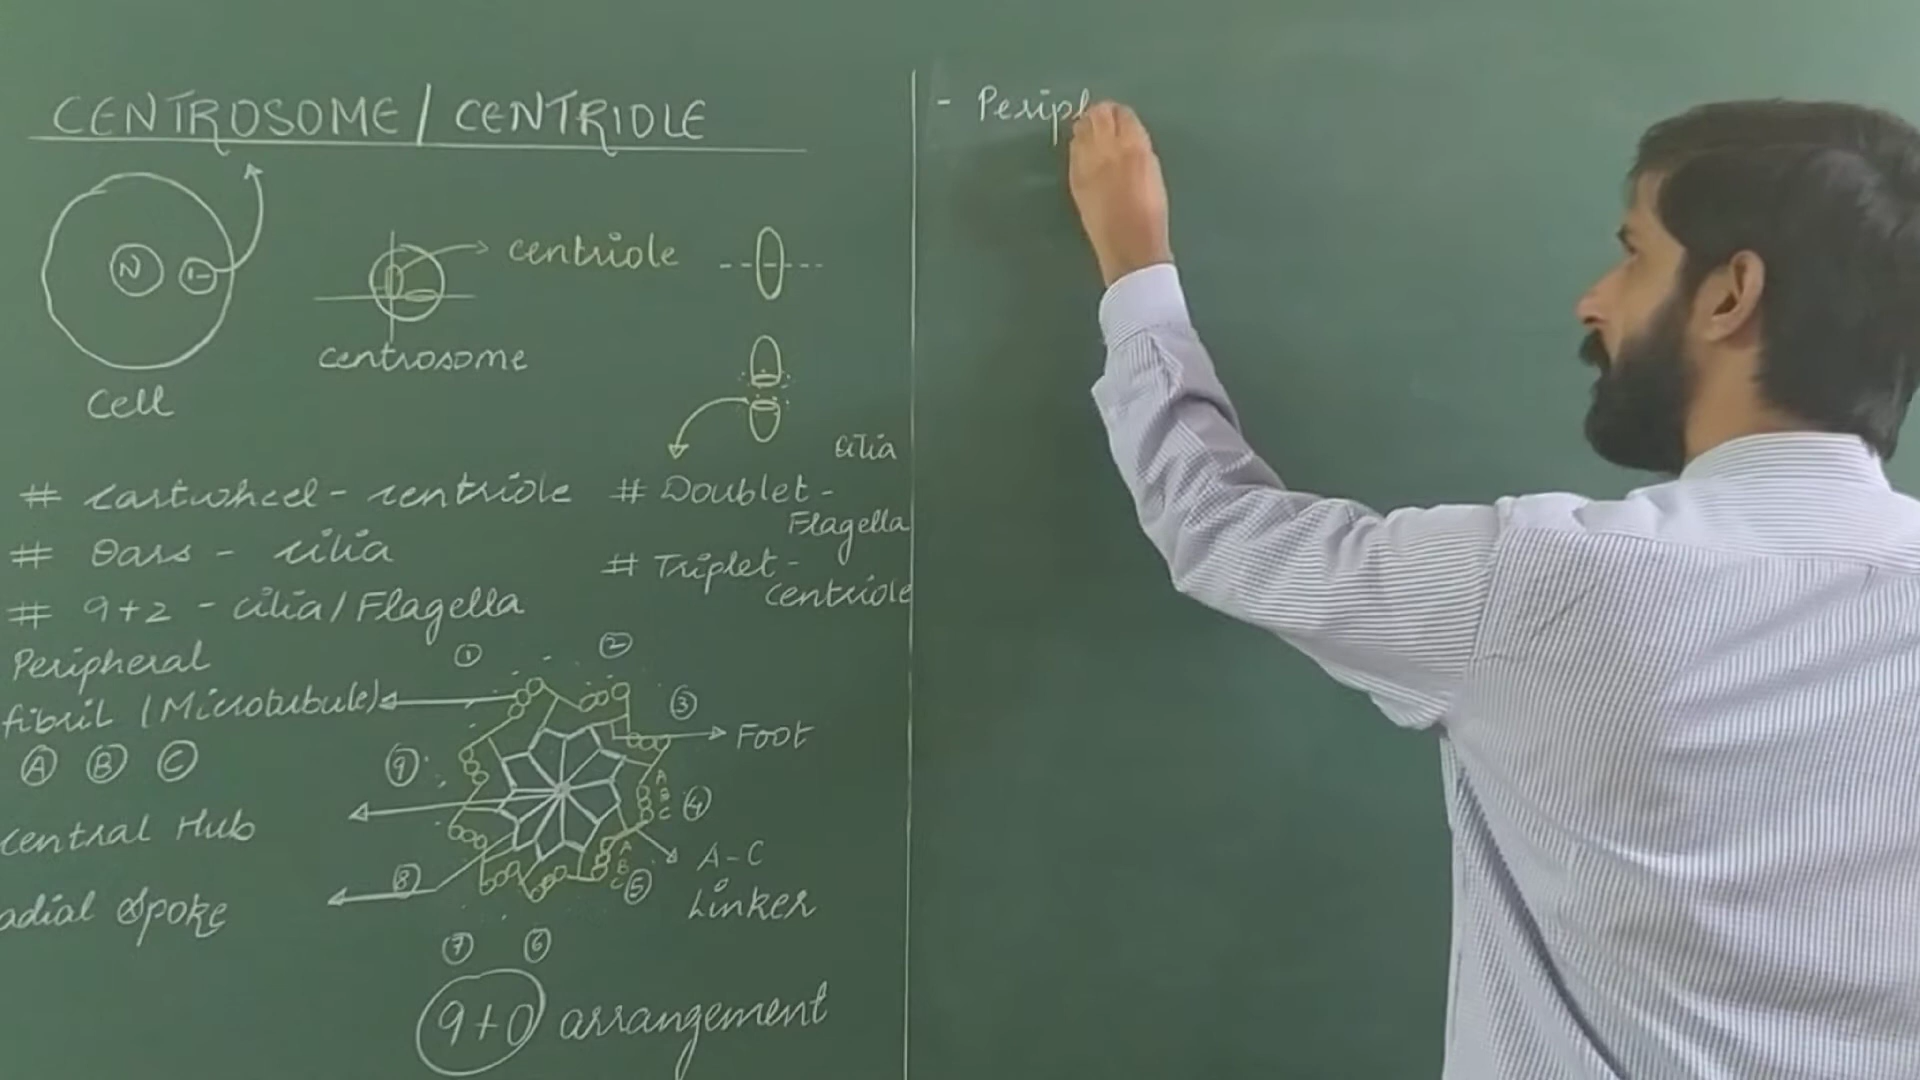 CENTROSOME / CENTRIOLE
N
centriole
centrosome
Cell
# cartwheel - centriole
# Oars - cilia
# 9+2 - cilia / Flagella
cilia
# Doublet -
Flagella
# Triplet -
centriole
Peripheral
fibril (Microtubule)
A B C
central Hub
adial Spoke
1
2
3
4
5
6
7
8
9
A
B
C
A
B
C
Foot
A-C
Linker
9+0 arrangement
- Periph